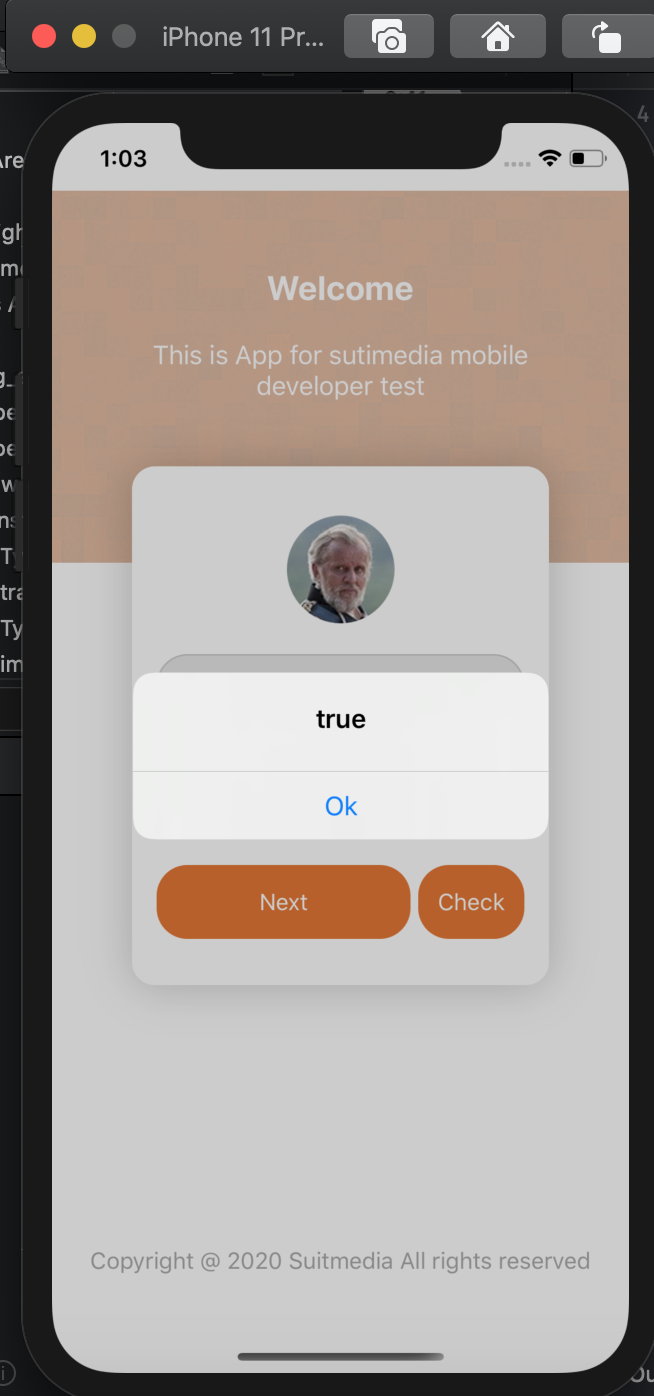 iPhone 11 Pr...
1:03
Welcome
This is App for sutimedia mobile
developer test
true
Ok
Next
Check
Copyright @ 2020 Suitmedia All rights reserved